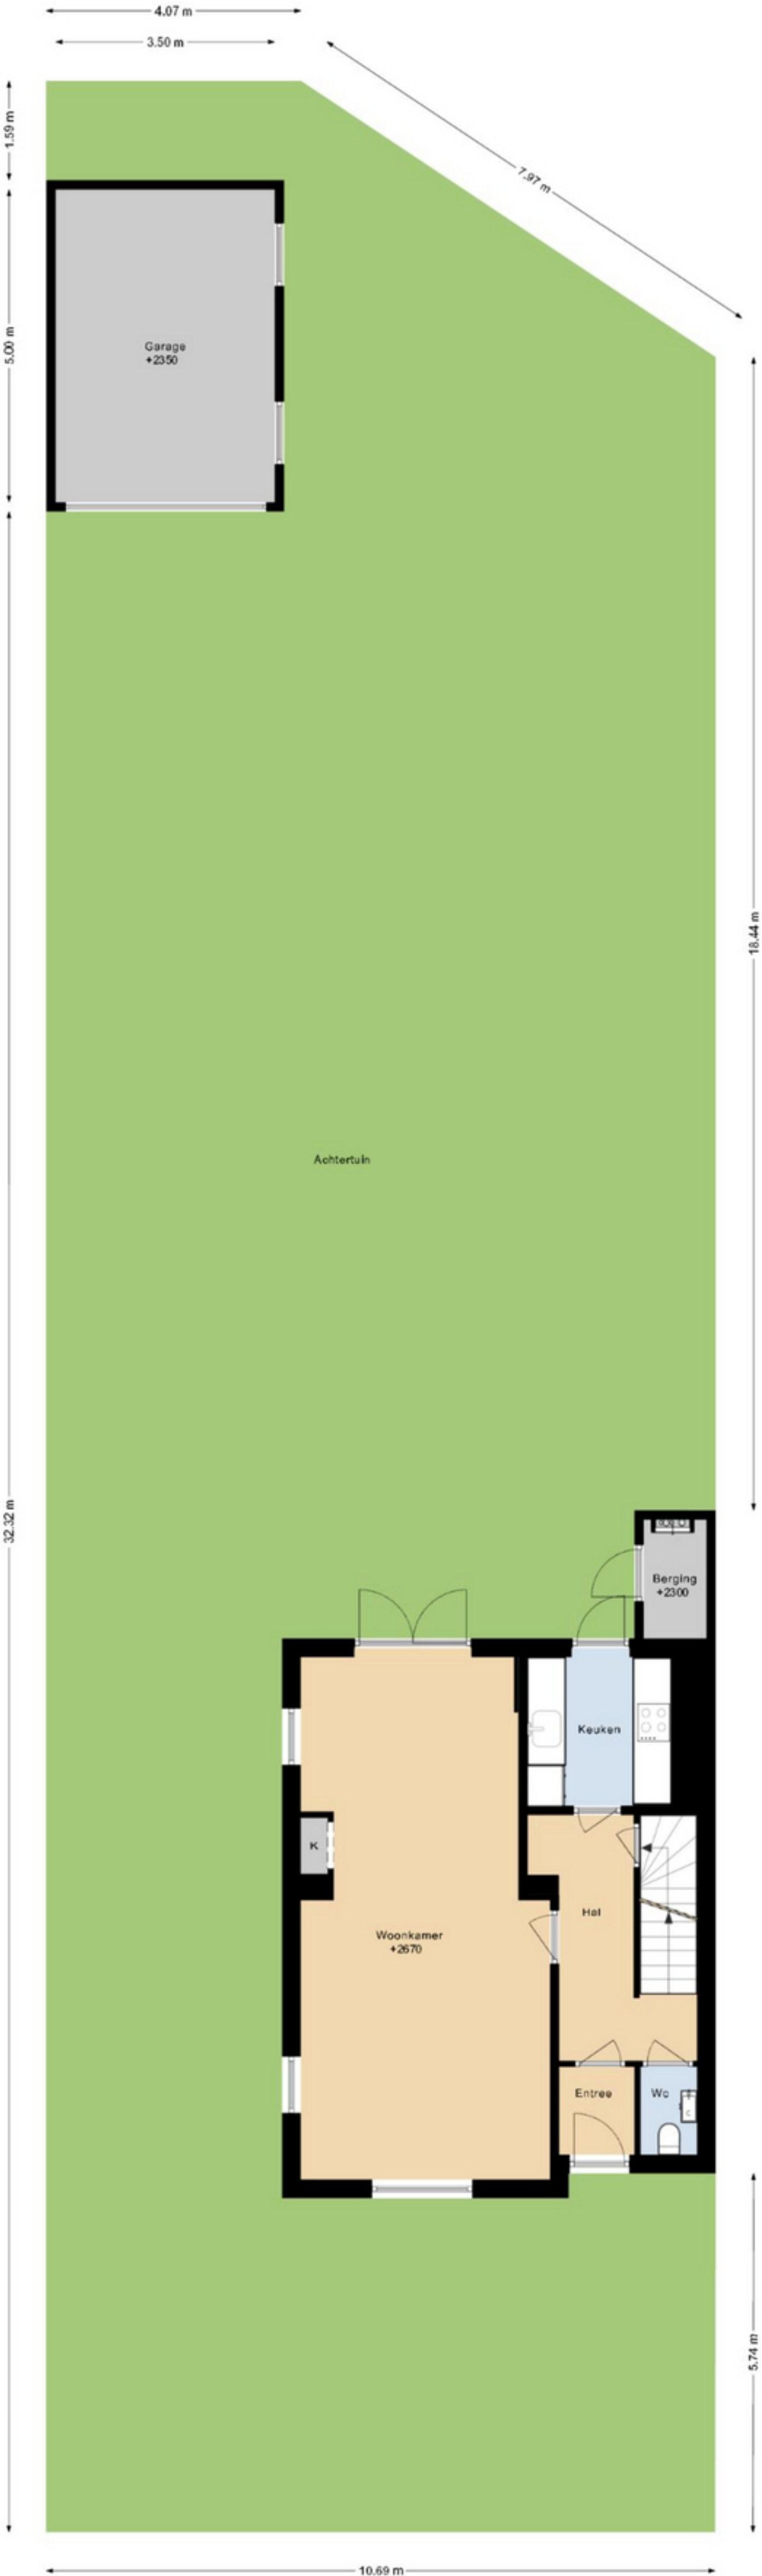 4.07 m
3.50 m
1.59 m
7.97 m
5.00 m
Garage
+2350
18.44 m
Achtertuin
32.32 m
Berging
+2300
Keuken
K
Hal
Woonkamer
+2670
Entree
Wc
5.74 m
10.69 m